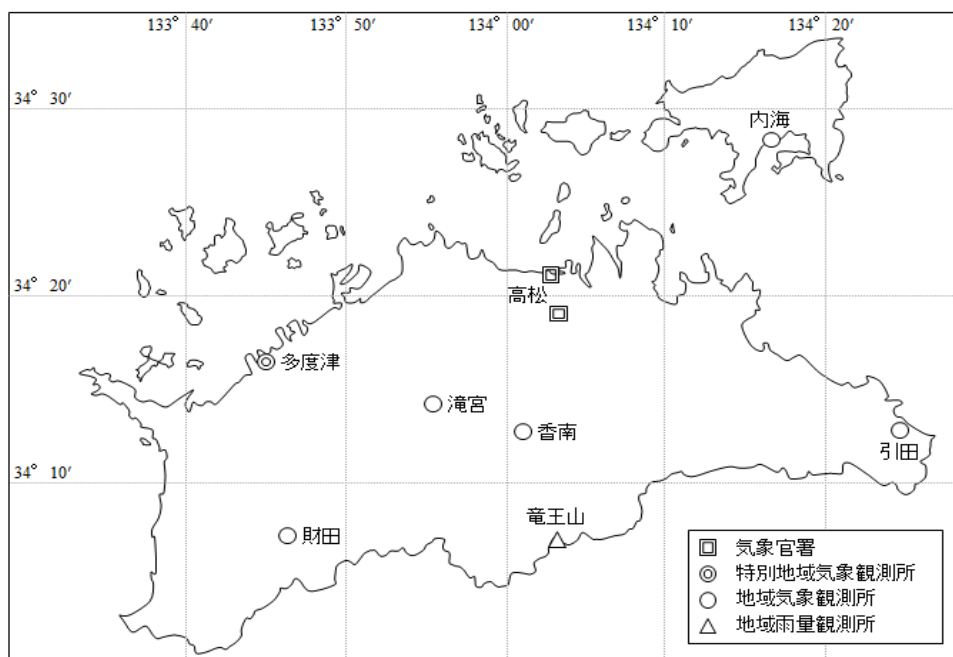 133° 40′
133° 50′
134° 00′
134° 10′
134° 20′
34° 30′
内海
34° 20′
高松
多度津
滝宮
香南
引田
34° 10′
財田
竜王山
気象官署
特別地域気象観測所
地域気象観測所
地域雨量観測所